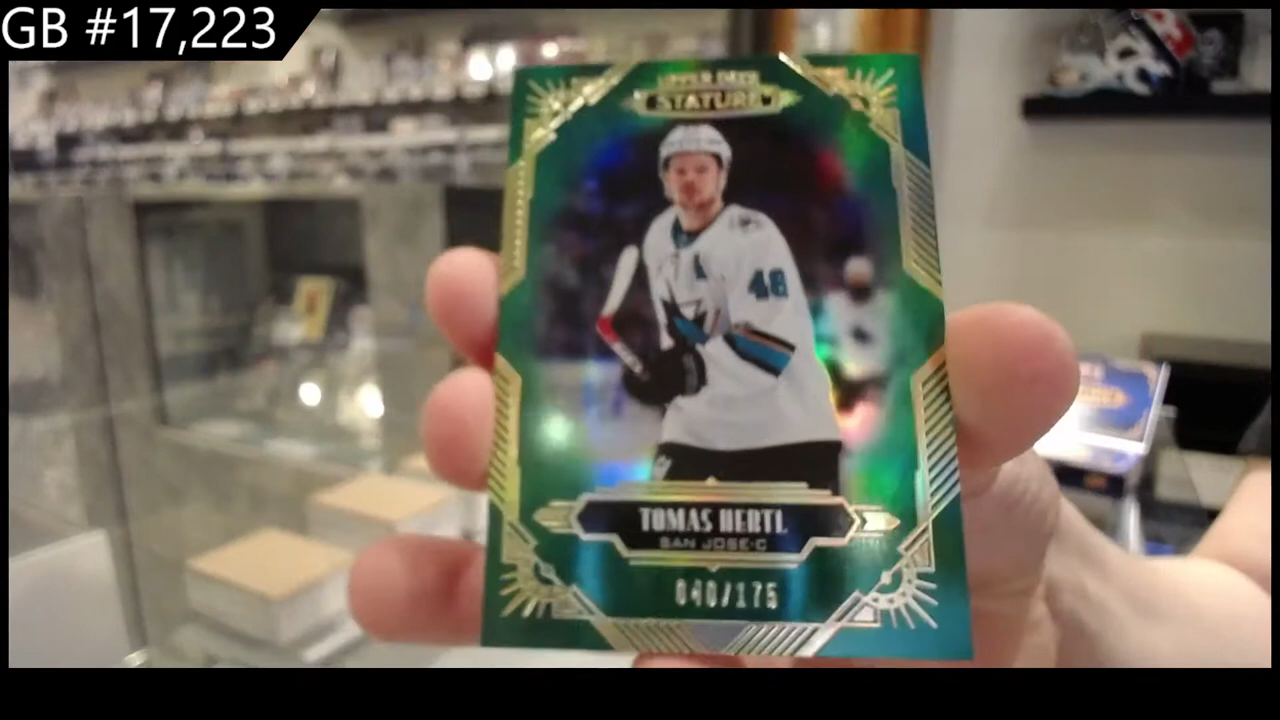 GB #17,223
UPPER DECK
STATURE
48
TOMAS HERTL
SAN JOSE·C
040/175